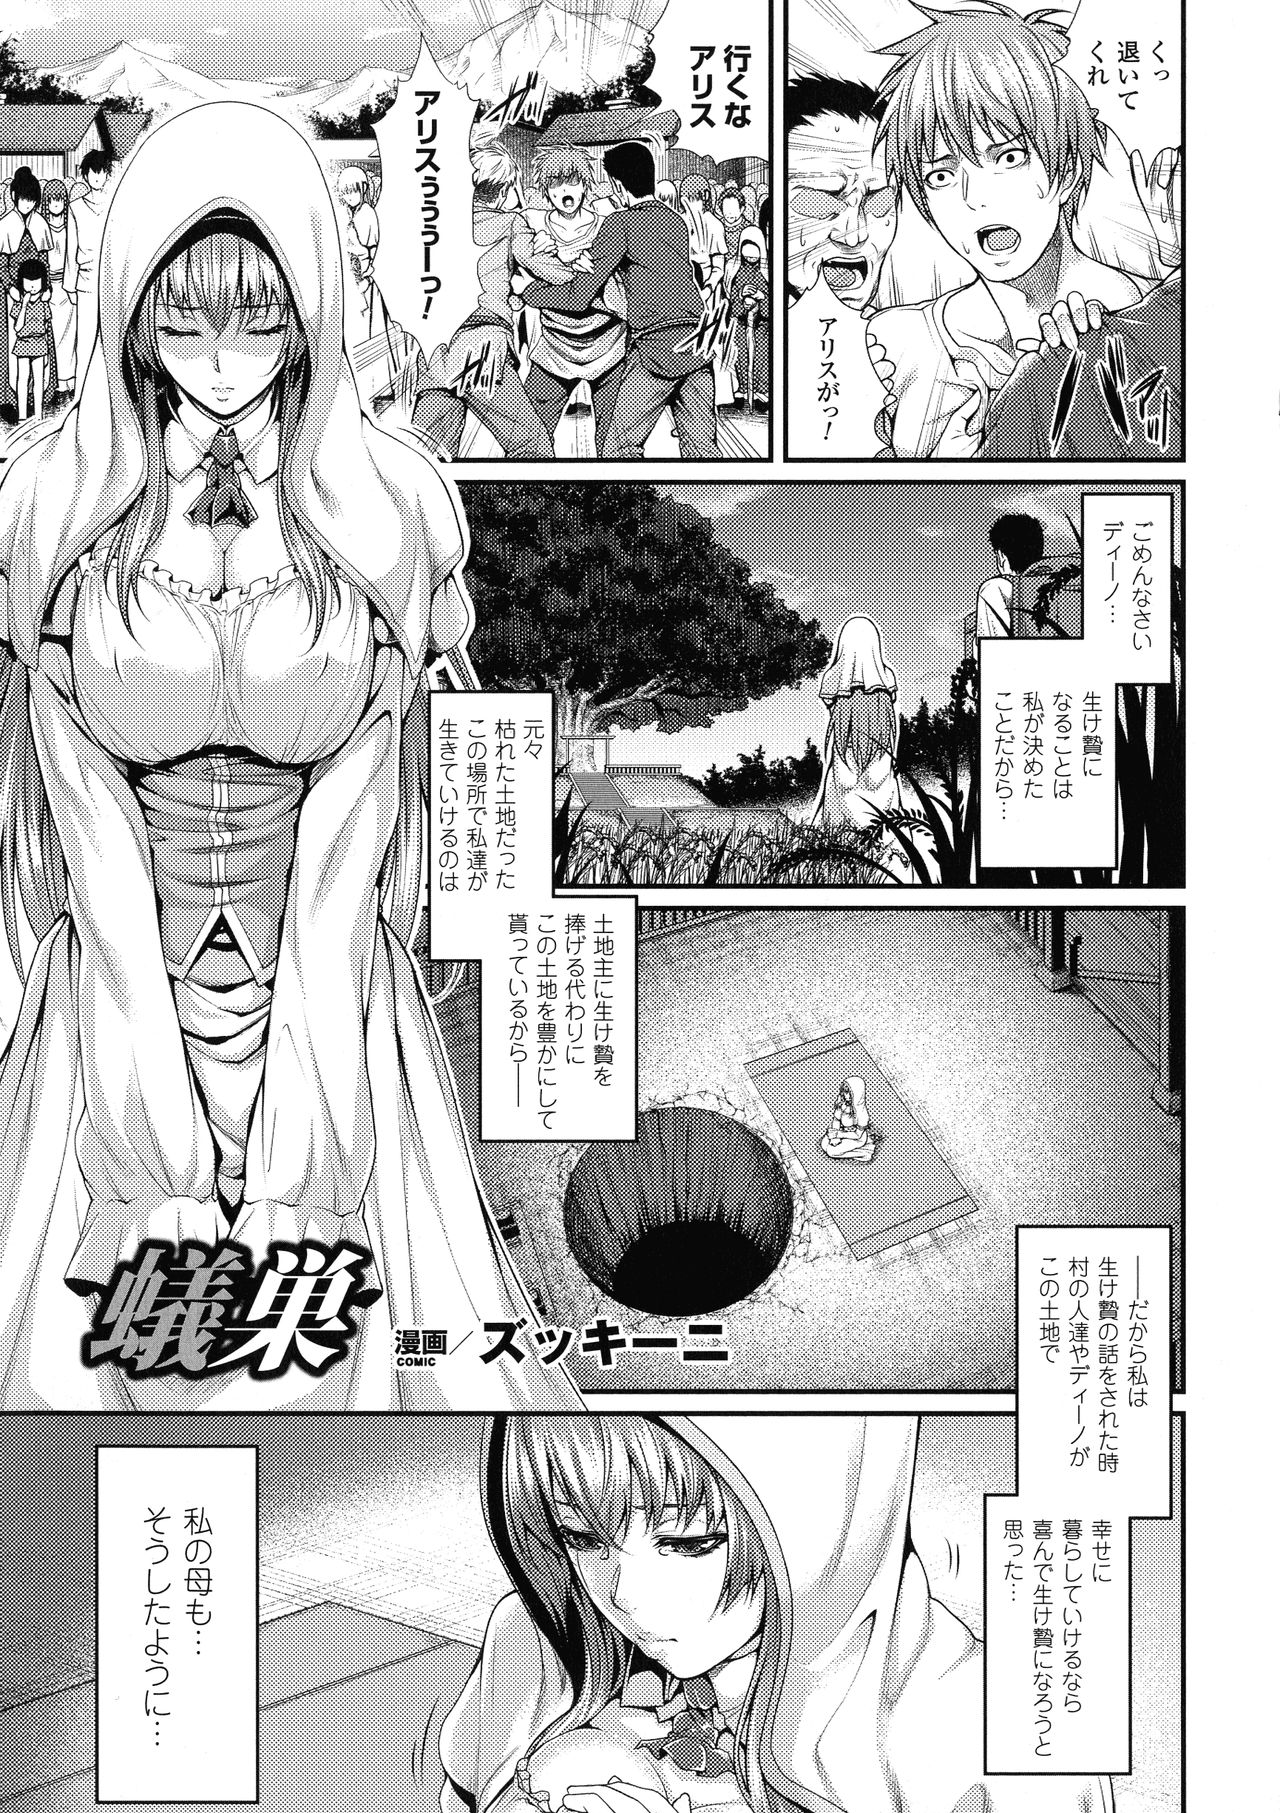 くっ
退いて
くれ
アリスがっ！
行くな
アリス
アリスぅぅぅーっ！
ごめんなさい
ディーノ…
生け贄に
なることは
私が決めた
ことだから…
元々
枯れた土地だった
この場所で私達が
生きていけるのは
土地主に生け贄を
捧げる代わりに
この土地を豊かにして
貰っているから――
――だから私は
生け贄の話をされた時
村の人達やディーノが
この土地で
幸せに
暮らしていけるなら
喜んで生け贄になろうと
思った…
私の母も…
そうしたように…
蟻巣
漫画／ズッキーニ
COMIC